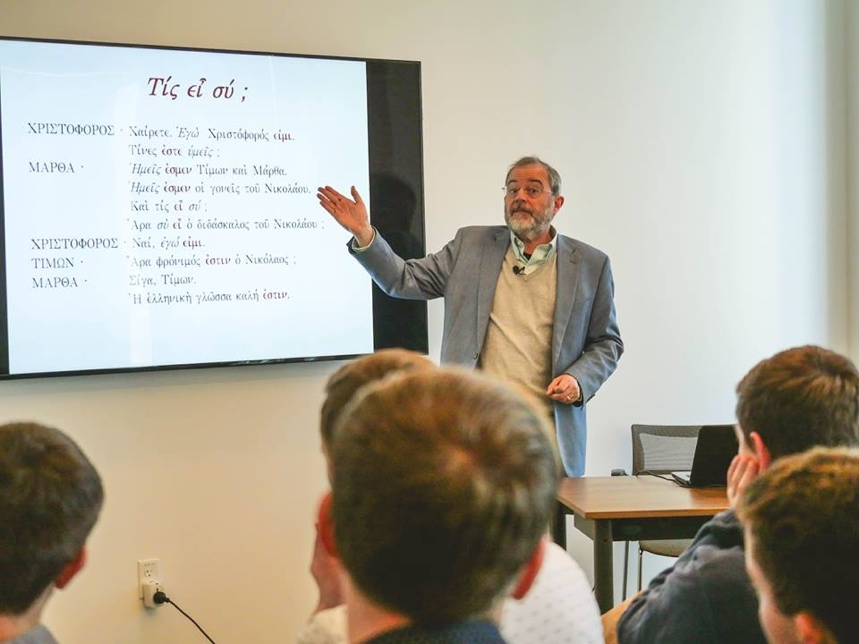 Τίς εἶ σύ ;
ΧΡΙΣΤΟΦΟΡΟΣ · Χαίρετε. Ἐγὼ Χριστόφορός εἰμι.
Τίνες ἐστε ὑμεῖς ;
ΜΑΡΘΑ · Ἡμεῖς ἐσμεν Τίμων καὶ Μάρθα.
Ἡμεῖς ἐσμεν οἱ γονεῖς τοῦ Νικολάου.
Καὶ τίς εἶ σύ ;
Ἆρα σὺ εἶ ὁ διδάσκαλος τοῦ Νικολάου ;
ΧΡΙΣΤΟΦΟΡΟΣ · Ναί, ἐγώ εἰμι.
ΤΙΜΩΝ · Ἆρα φρόνιμός ἐστιν ὁ Νικόλαος ;
ΜΑΡΘΑ · Σίγα, Τίμων.
Ἡ ἑλληνικὴ γλῶσσα καλή ἐστιν.